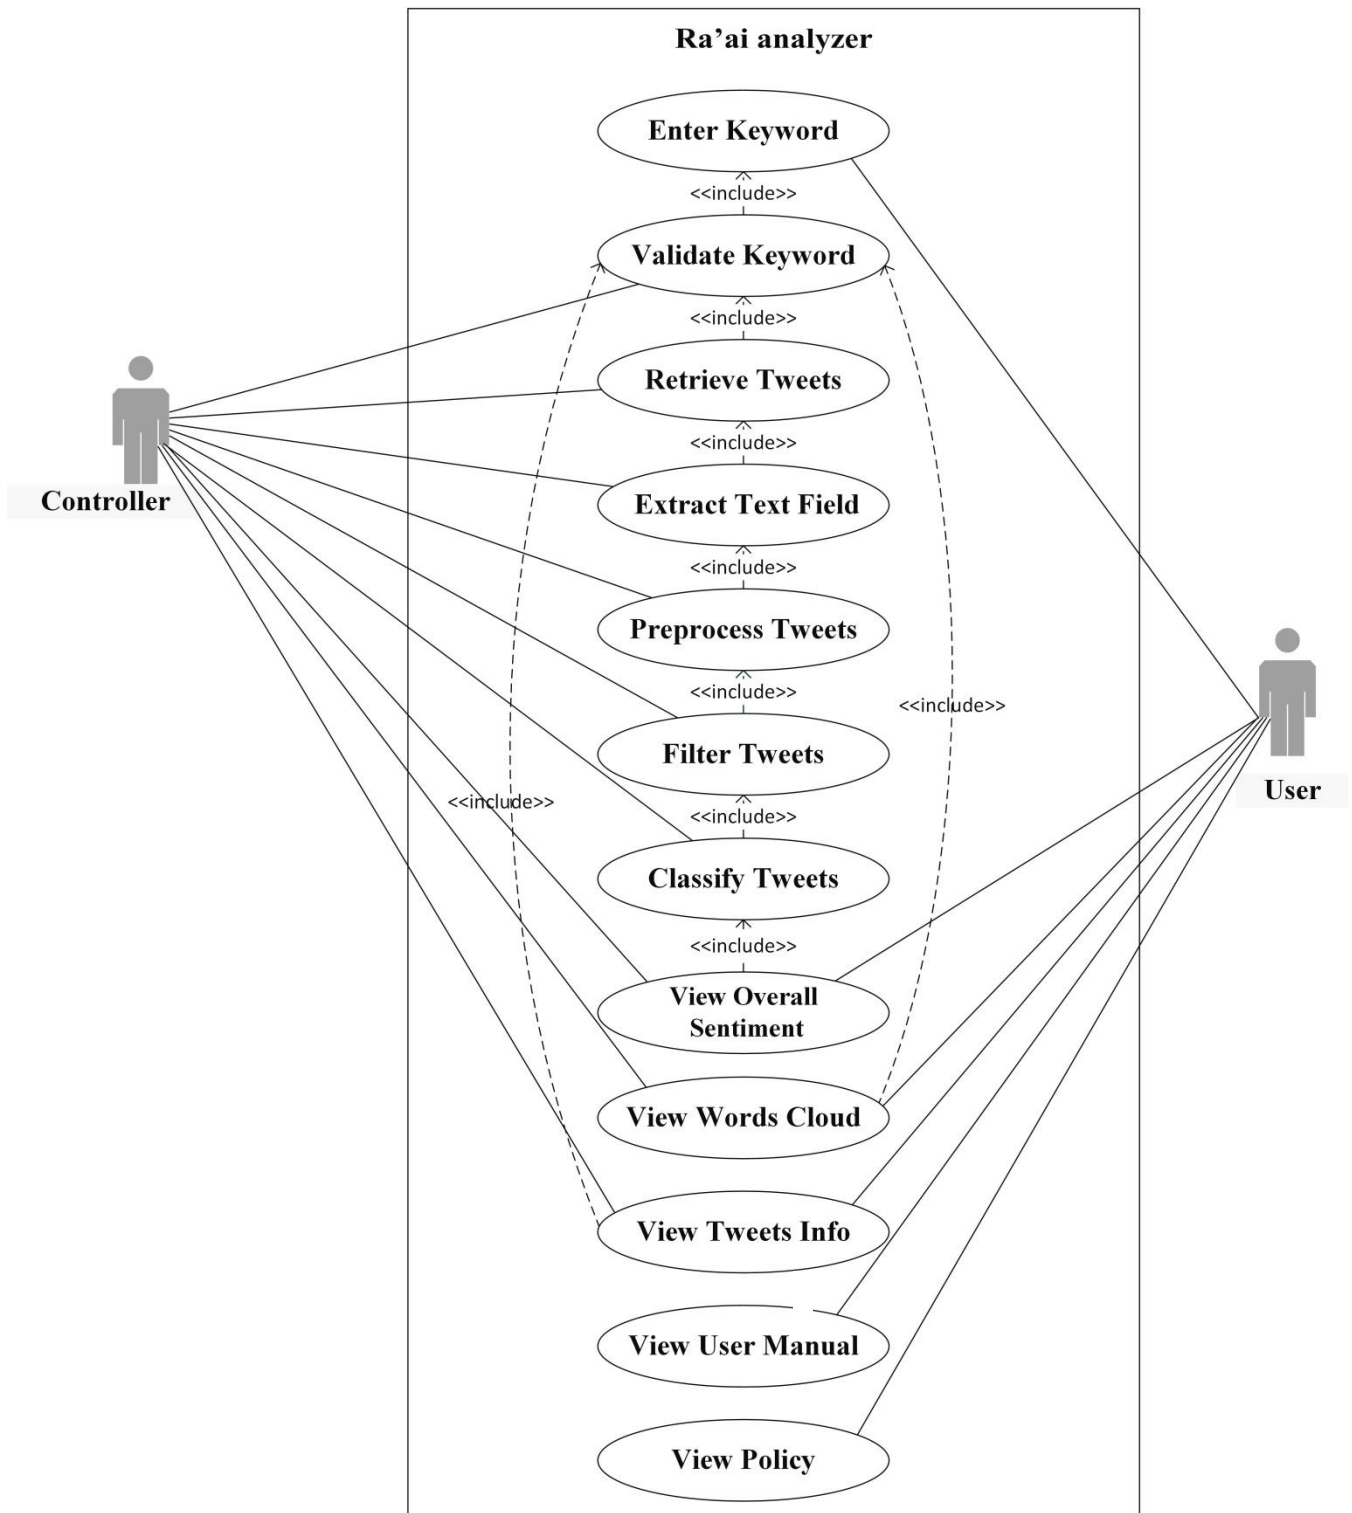 Ra’ai analyzer
Enter Keyword
<<include>>
Validate Keyword
<<include>>
Retrieve Tweets
<<include>>
Controller
Extract Text Field
<<include>>
Preprocess Tweets
<<include>>
<<include>>
Filter Tweets
User
<<include>>
<<include>>
Classify Tweets
<<include>>
View Overall
Sentiment
View Words Cloud
View Tweets Info
View User Manual
View Policy